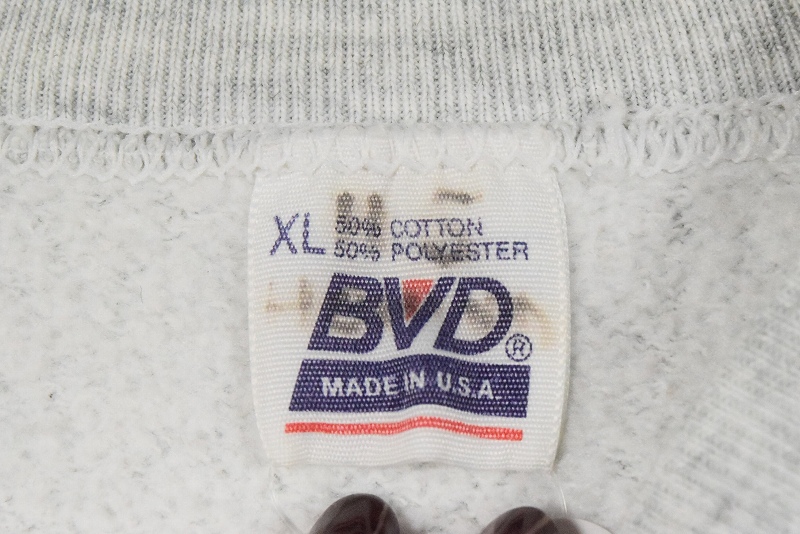 XL 50% COTTON
50% POLYESTER
BVD®
MADE IN U.S.A.